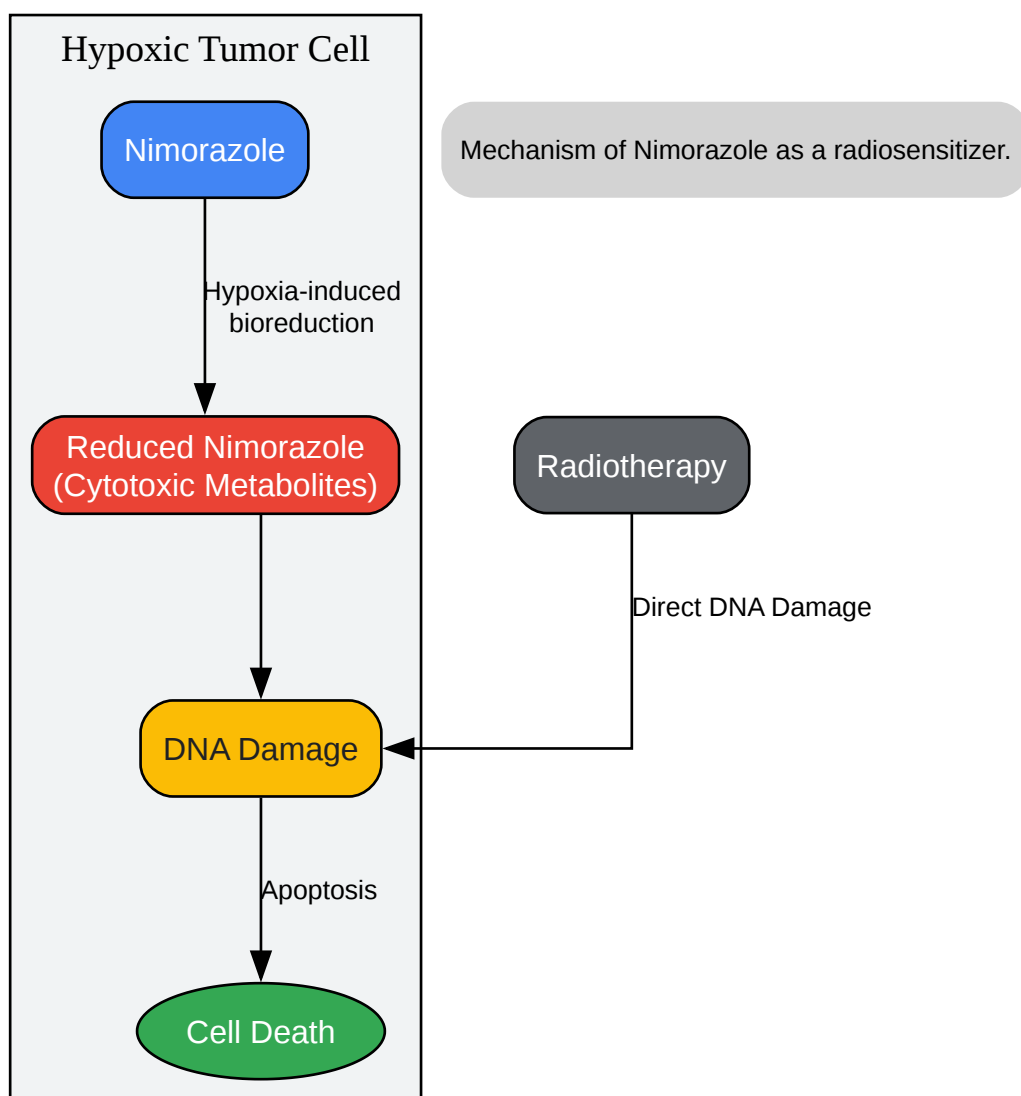 Hypoxic Tumor Cell
Nimorazole
Mechanism of Nimorazole as a radiosensitizer.
Hypoxia-induced
bioreduction
Reduced Nimorazole
(Cytotoxic Metabolites)
Radiotherapy
Direct DNA Damage
DNA Damage
Apoptosis
Cell Death